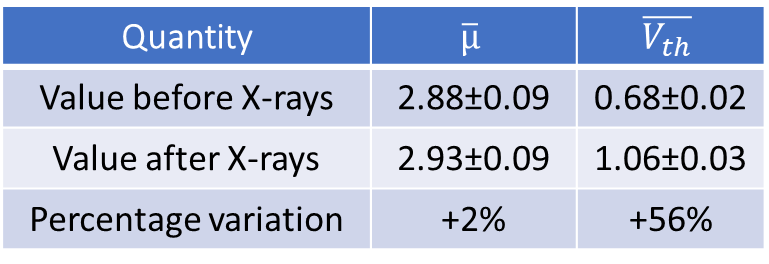 Quantity μ̅ V̅t̅h̅
Value before X-rays 2.88±0.09 0.68±0.02
Value after X-rays 2.93±0.09 1.06±0.03
Percentage variation +2% +56%